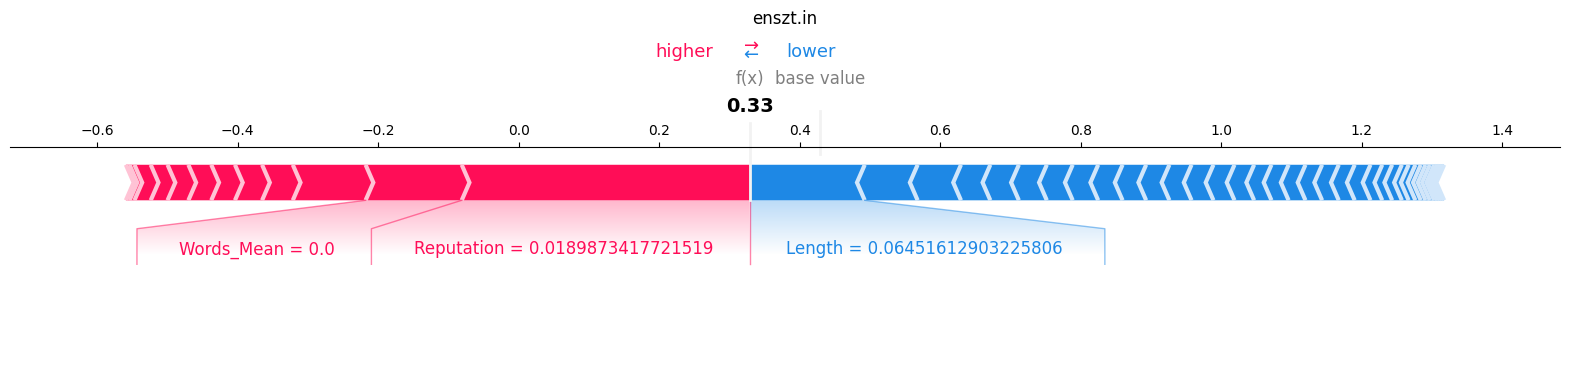 enszt.in
higher ⇄ lower
f(x) base value
0.33
−0.6 −0.4 −0.2 0.0 0.2 0.4 0.6 0.8 1.0 1.2 1.4
Words_Mean = 0.0 Reputation = 0.0189873417721519 Length = 0.06451612903225806